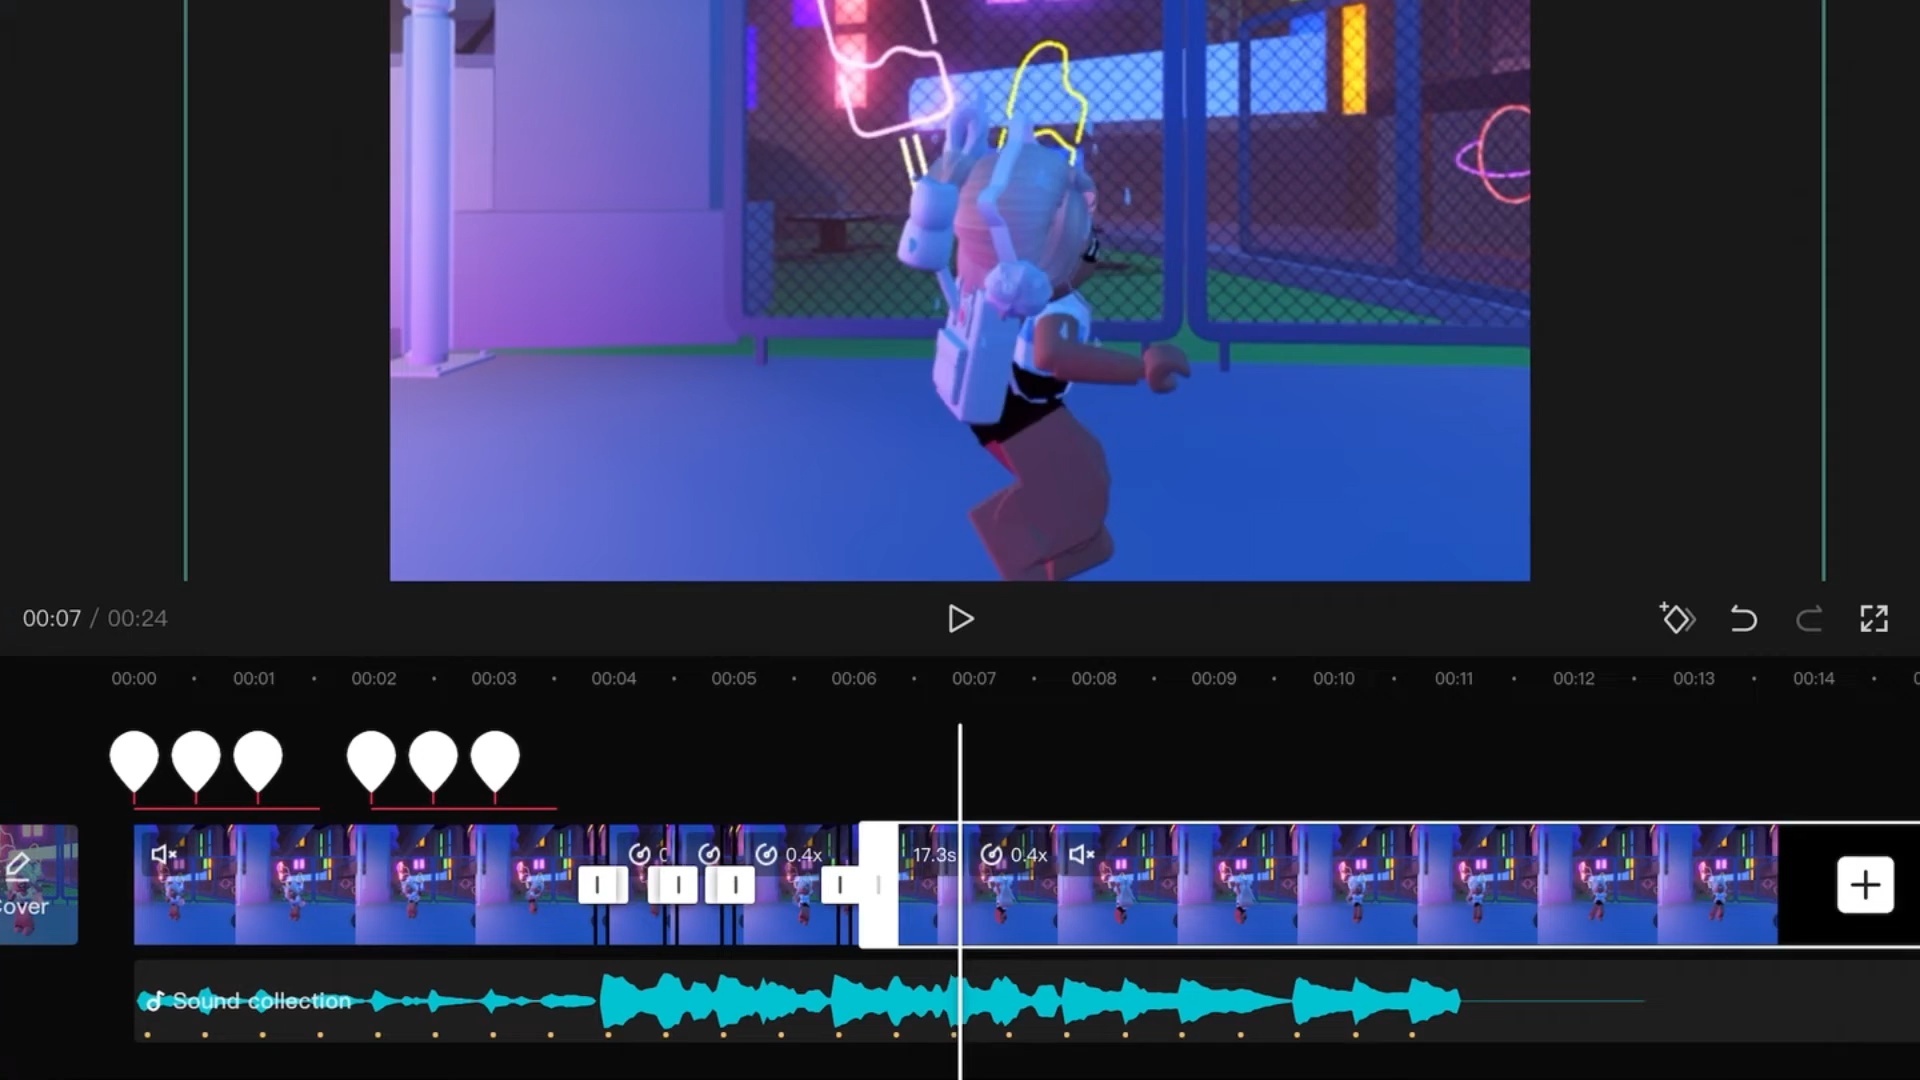 00:07 / 00:24
00:00 00:01 00:02 00:03 00:04 00:05 00:06 00:07 00:08 00:09 00:10 00:11 00:12 00:13 00:14
0.4x 17.3s 0.4x
Cover
Sound collection